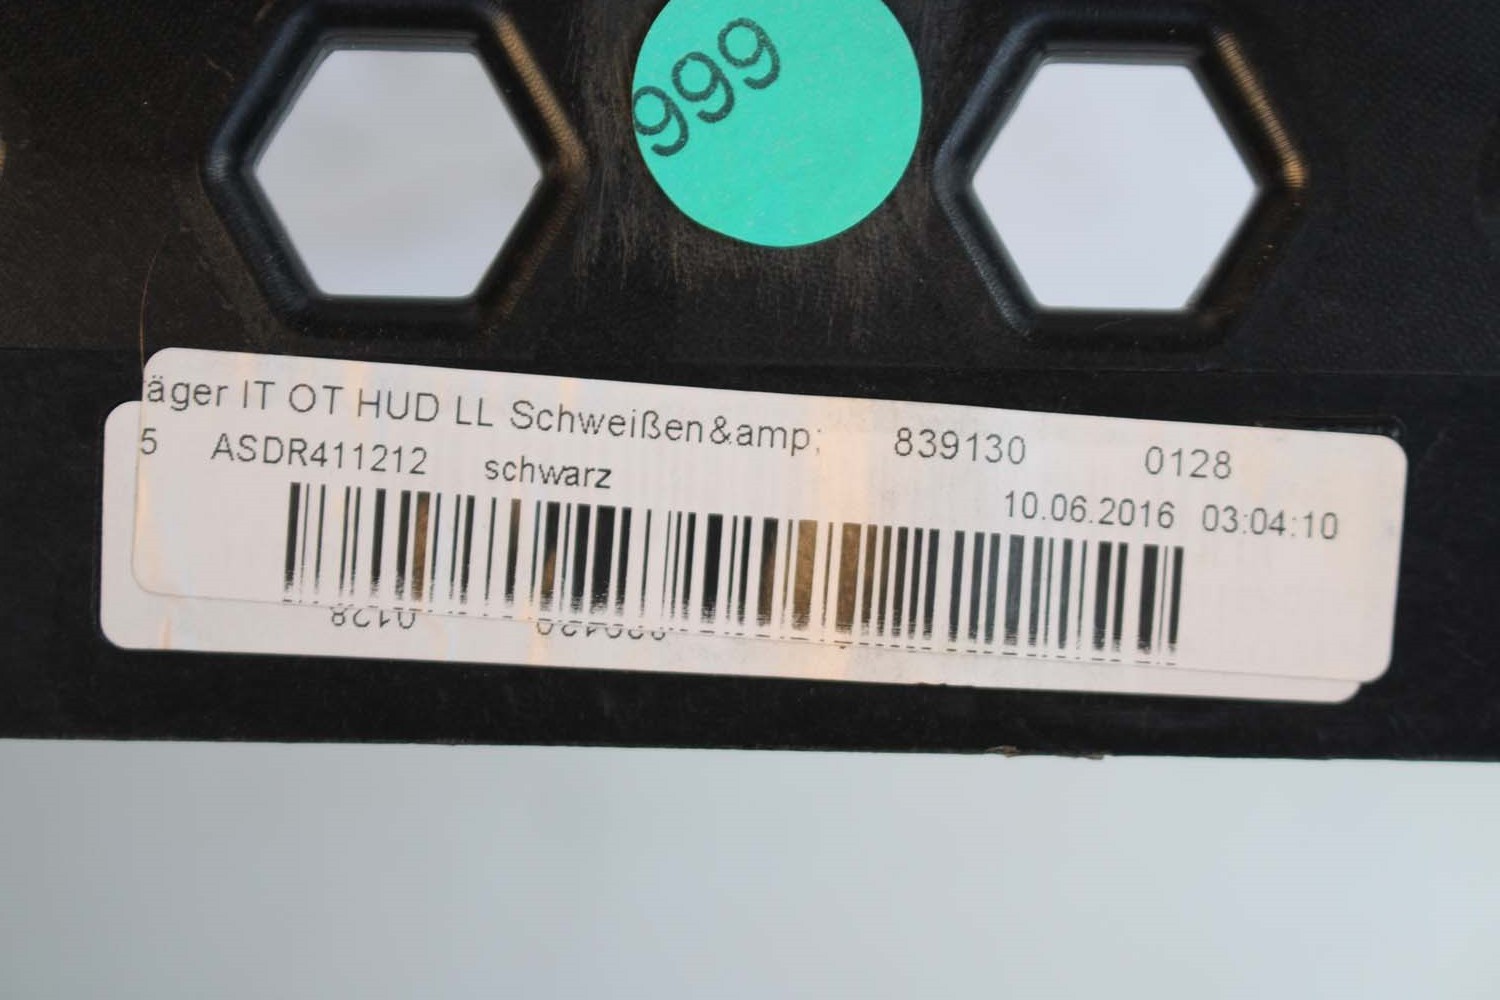 999
äger IT OT HUD LL Schweißen&amp; 839130 0128
5 ASDR411212 schwarz
10.06.2016 03:04:10
0128